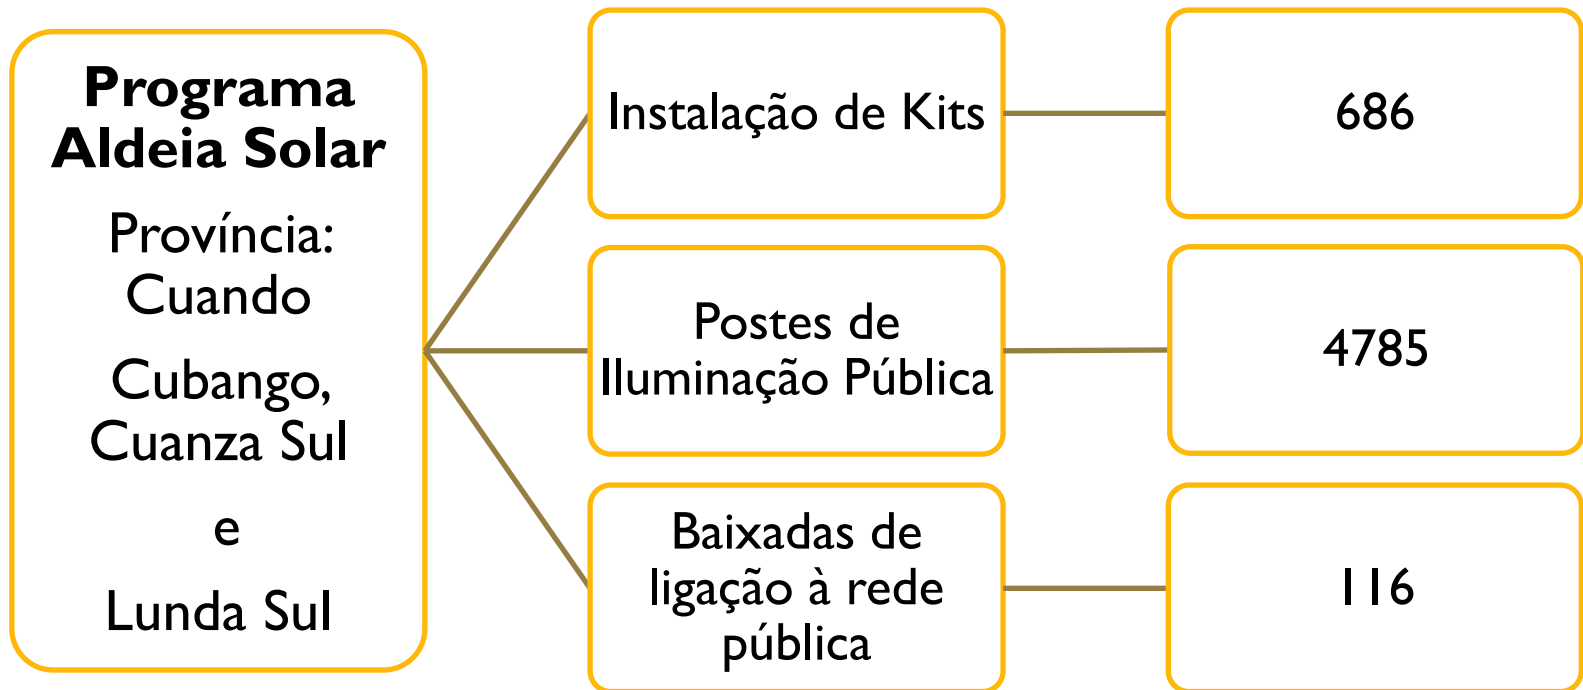 Programa
Aldeia Solar
Província:
Cuando
Cubango,
Cuanza Sul
e
Lunda Sul
Instalação de Kits
686
Postes de
Iluminação Pública
4785
Baixadas de
ligação à rede
pública
116